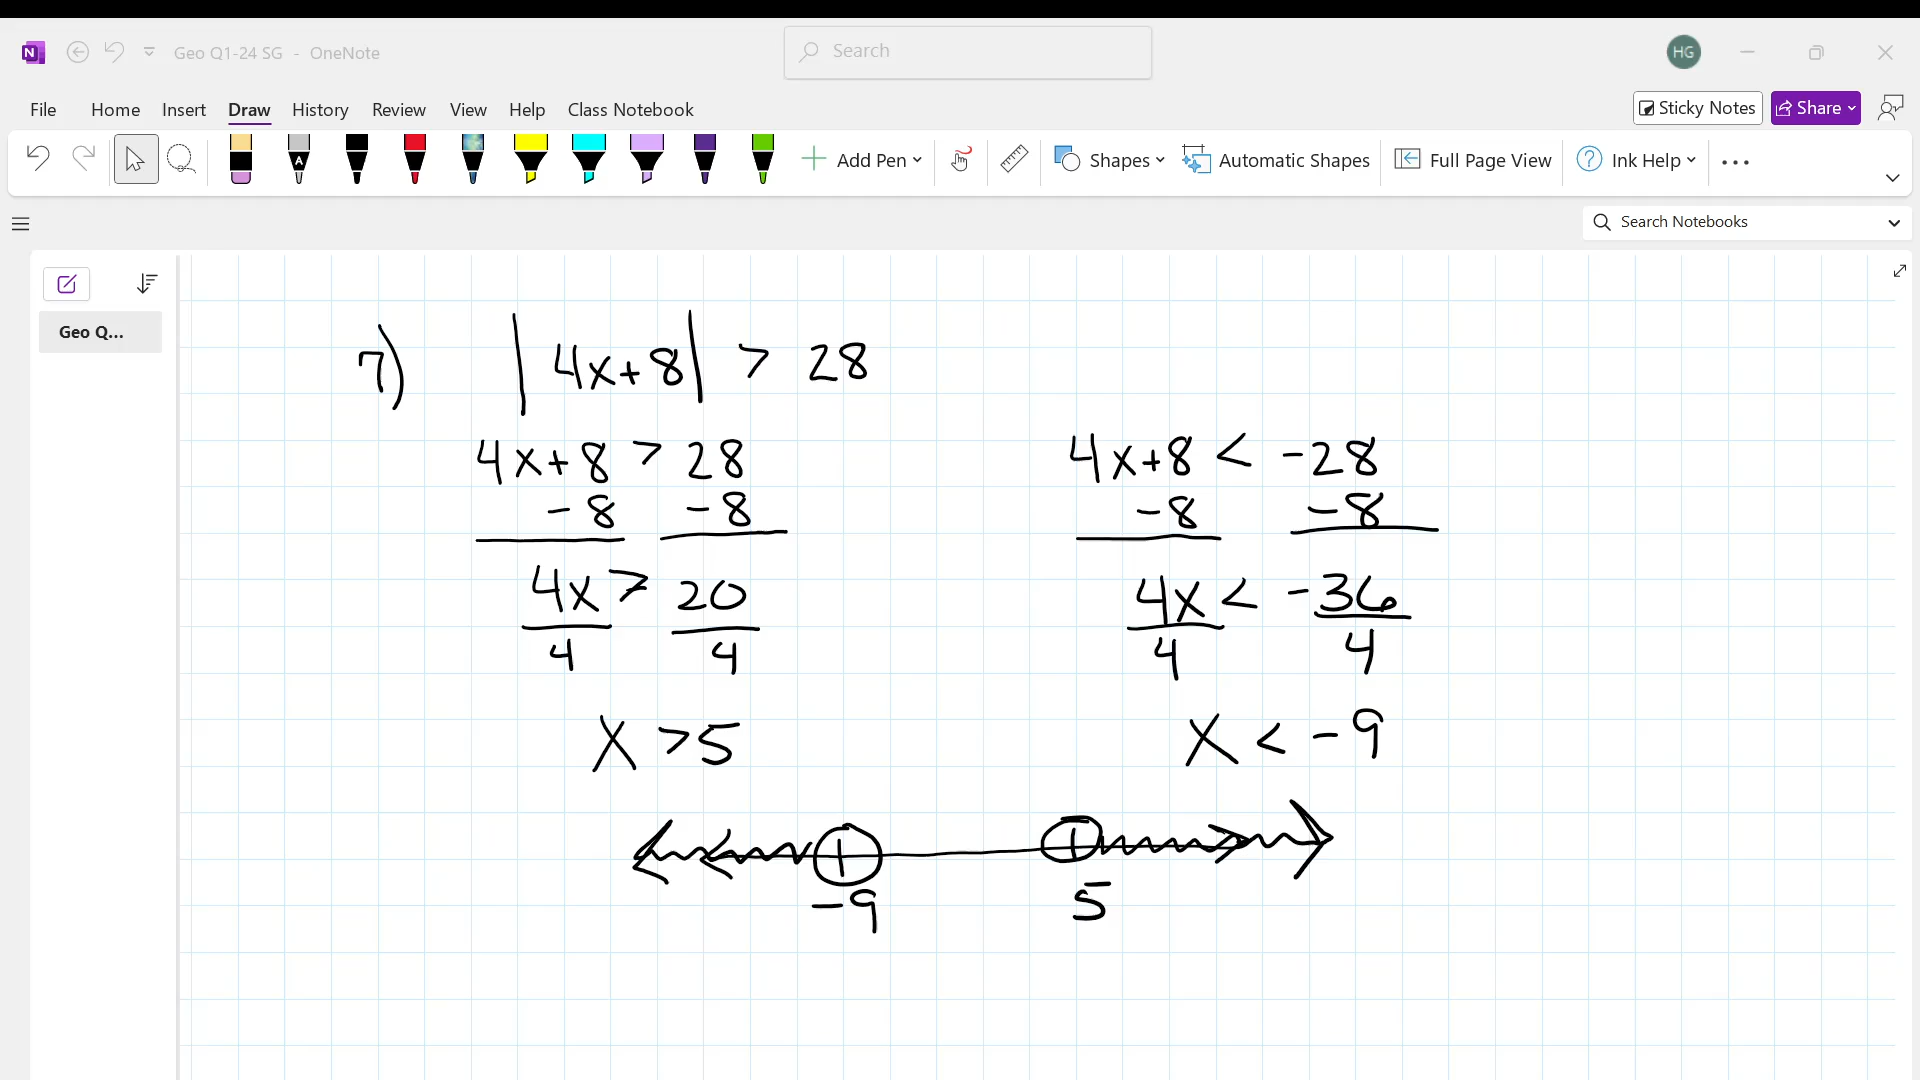 Geo Q1-24 SG - OneNote
Search
HG
File Home Insert Draw History Review View Help Class Notebook
Sticky Notes Share
A
Add Pen Shapes Automatic Shapes Full Page View Ink Help
Search Notebooks
Geo Q...
7) |4x+8| > 28
4x+8 > 28 4x+8 < -28
-8 -8 -8 -8
4x > 20 4x < -36
4 4 4 4
x > 5 x < -9
-9 5